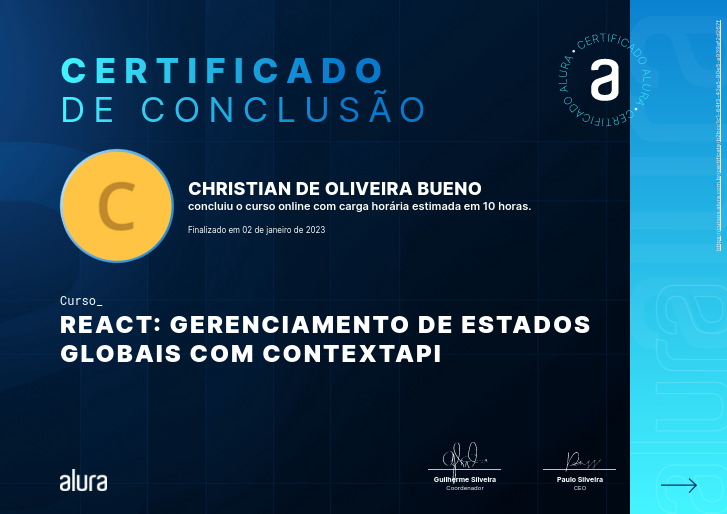 CERTIFICADO
DE CONCLUSÃO
CERTIFICADO ALURA • CERTIFICADO ALURA •
a
C
CHRISTIAN DE OLIVEIRA BUENO
concluiu o curso online com carga horária estimada em 10 horas.
Finalizado em 02 de janeiro de 2023
Curso_
REACT: GERENCIAMENTO DE ESTADOS
GLOBAIS COM CONTEXTAPI
alura
Guilherme Silveira
Coordenador
Paulo Silveira
CEO
alura